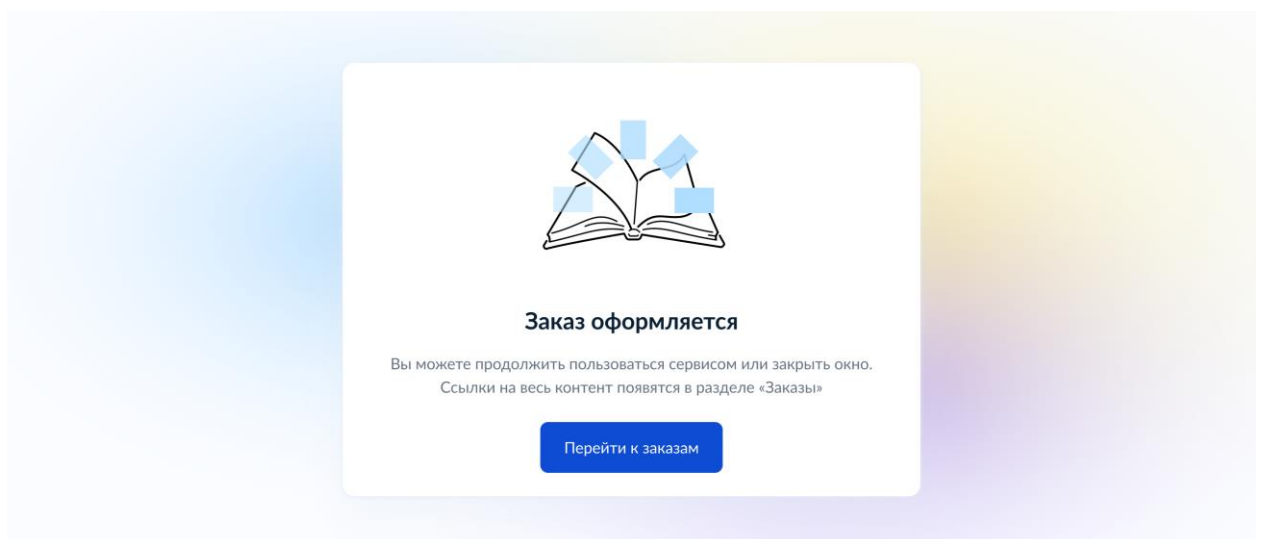 Заказ оформляется
Вы можете продолжить пользоваться сервисом или закрыть окно.
Ссылки на весь контент появятся в разделе «Заказы»
Перейти к заказам